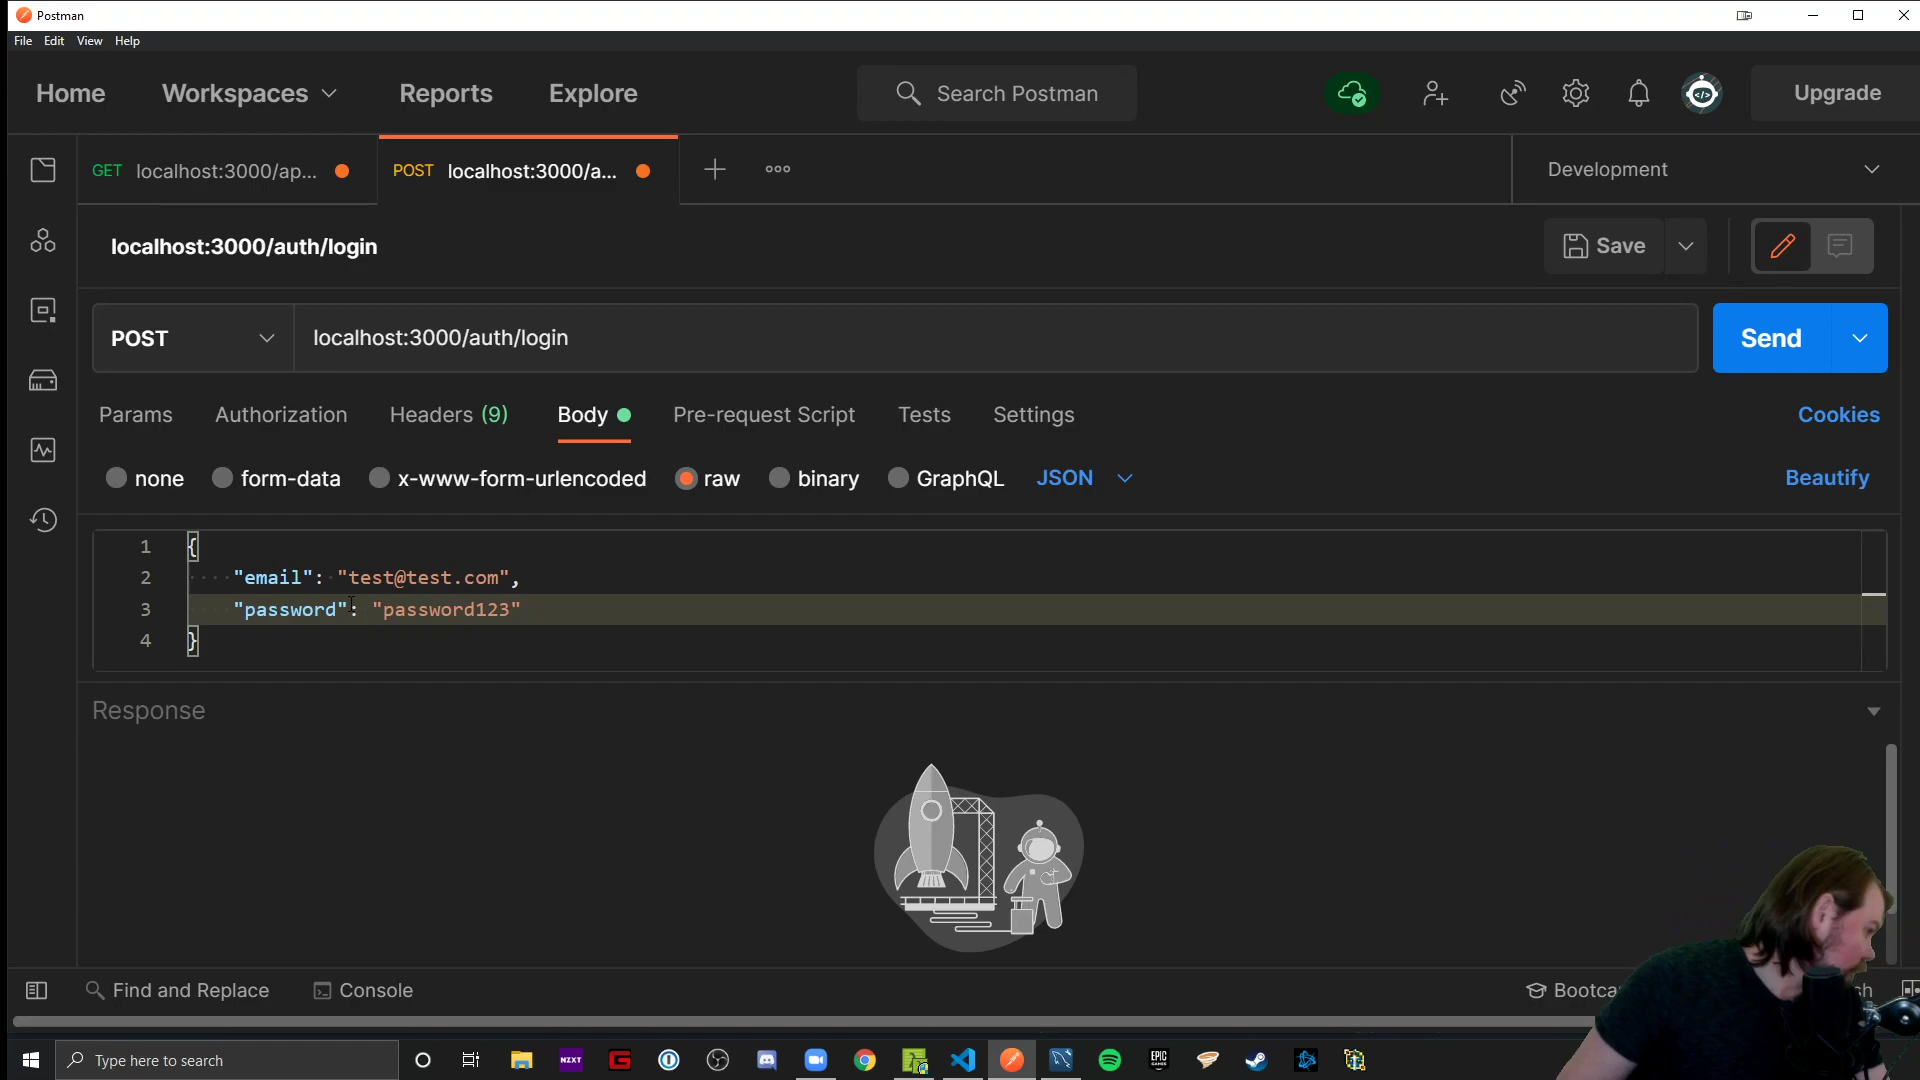 Postman
File Edit View Help
Home Workspaces Reports Explore Search Postman Upgrade
GET localhost:3000/ap... POST localhost:3000/a... Development
localhost:3000/auth/login Save
POST localhost:3000/auth/login Send
Params Authorization Headers (9) Body Pre-request Script Tests Settings Cookies
none form-data x-www-form-urlencoded raw binary GraphQL JSON Beautify
1 {
2 "email": "test@test.com",
3 "password": "password123"
4 }
Response
Find and Replace Console
Type here to search NZXT EPIC GAMES